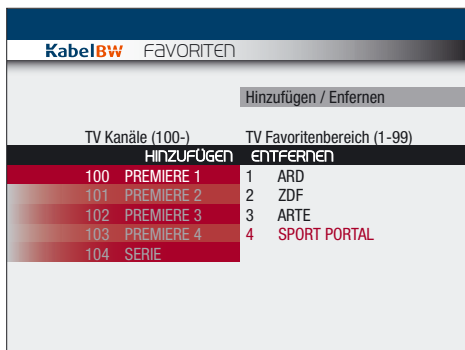 KabelBW FAVORITEN
Hinzufügen / Enfernen
TV Kanäle (100-) TV Favoritenbereich (1-99)
HINZUFÜGEN ENTFERNEN
100 PREMIERE 1 1 ARD
101 PREMIERE 2 2 ZDF
102 PREMIERE 3 3 ARTE
103 PREMIERE 4 4 SPORT PORTAL
104 SERIE